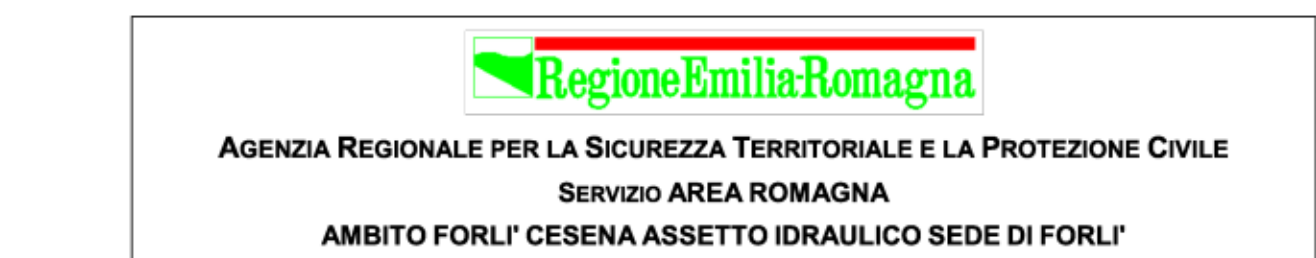 RegioneEmilia-Romagna
AGENZIA REGIONALE PER LA SICUREZZA TERRITORIALE E LA PROTEZIONE CIVILE
SERVIZIO AREA ROMAGNA
AMBITO FORLI' CESENA ASSETTO IDRAULICO SEDE DI FORLI'